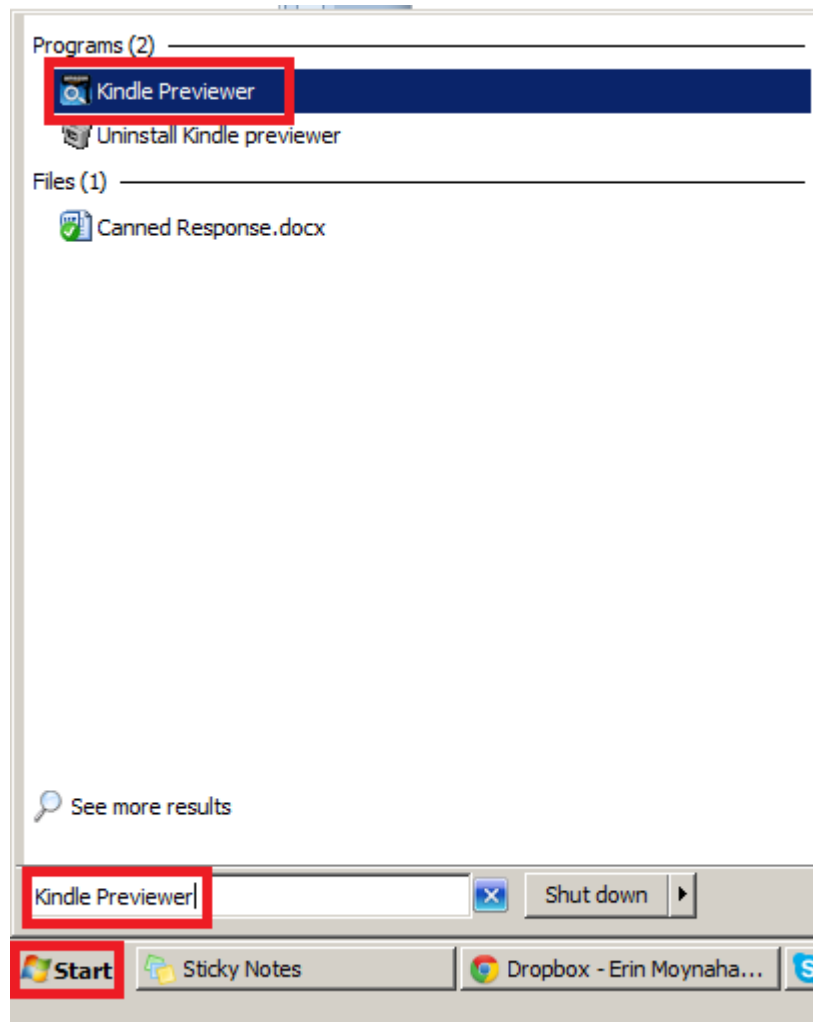 Programs (2)
Kindle Previewer
Uninstall Kindle previewer
Files (1)
Canned Response.docx
See more results
Kindle Previewer
Shut down
Start
Sticky Notes
Dropbox - Erin Moynaha...